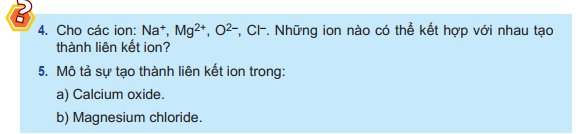 4. Cho các ion: Na⁺, Mg²⁺, O²⁻, Cl⁻. Những ion nào có thể kết hợp với nhau tạo
thành liên kết ion?
5. Mô tả sự tạo thành liên kết ion trong:
a) Calcium oxide.
b) Magnesium chloride.